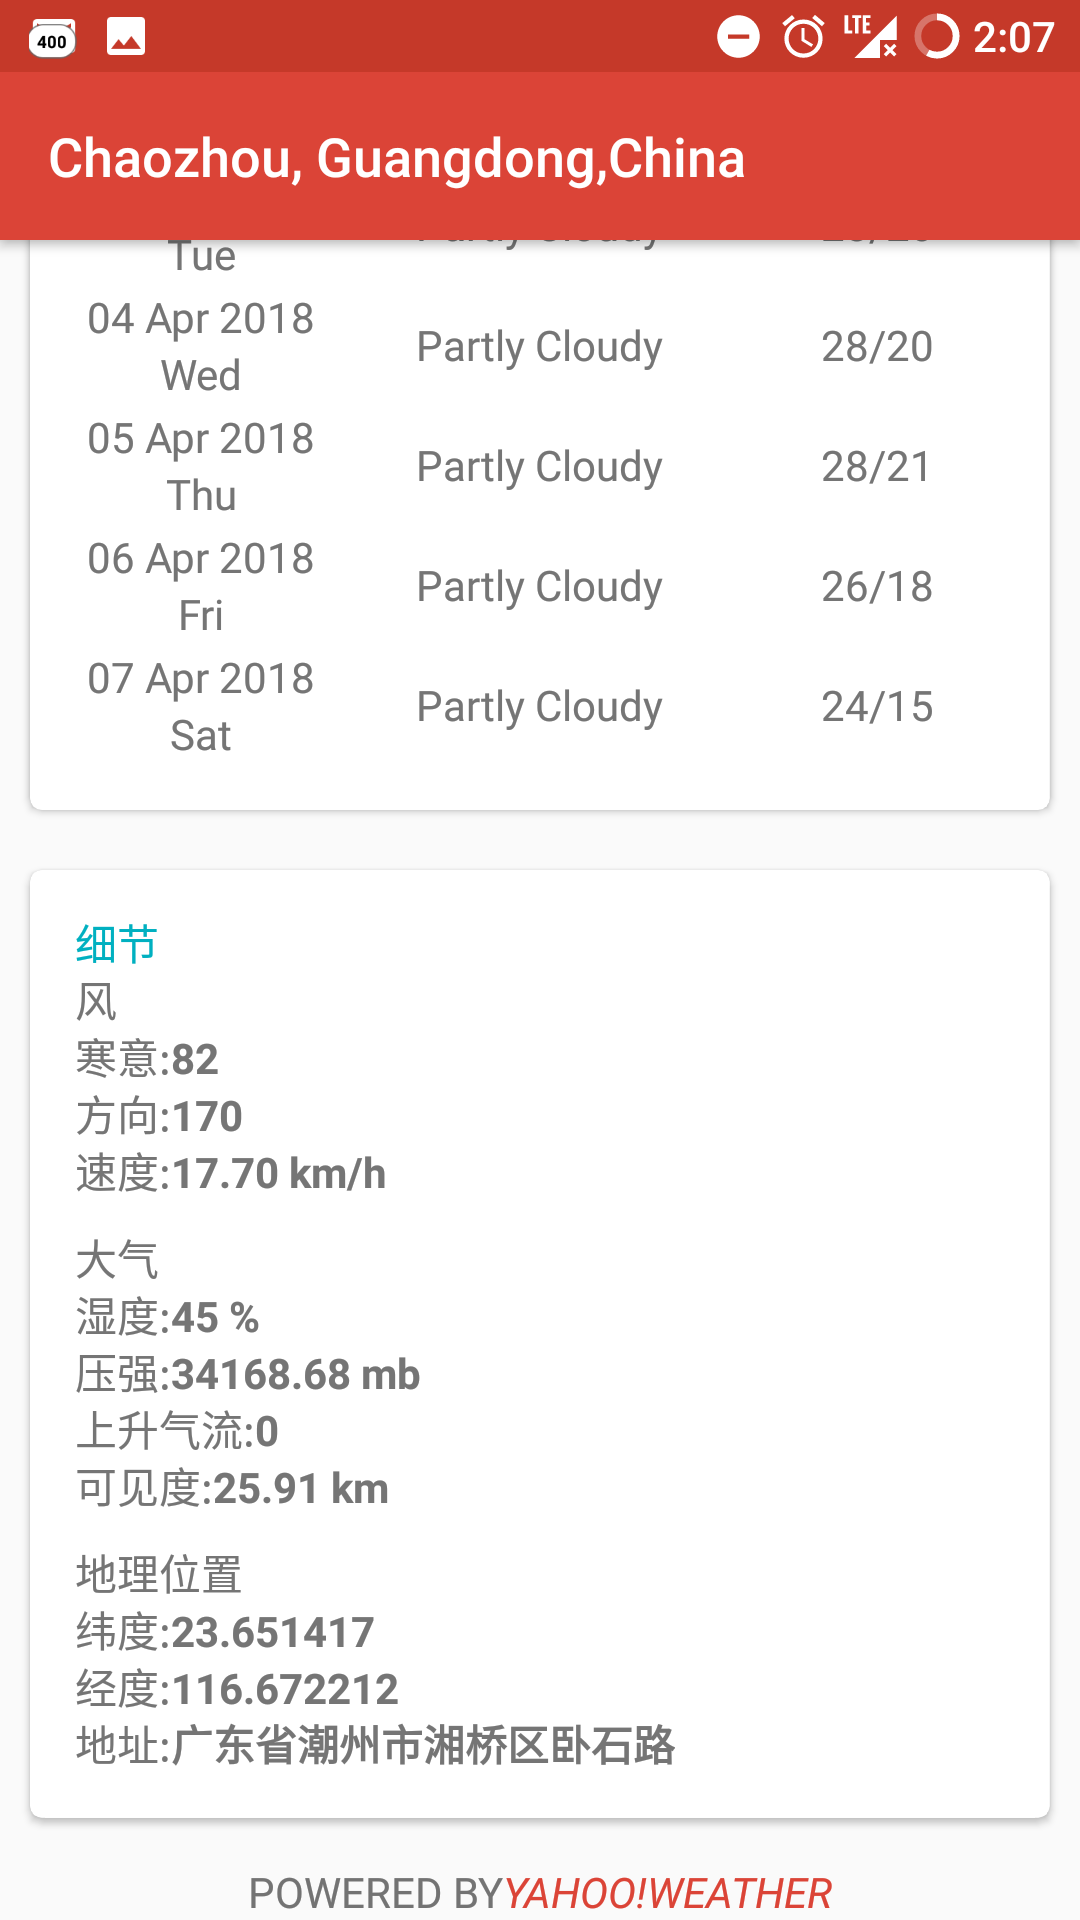 400
LTE
2:07
Chaozhou, Guangdong,China
Tue Partly Cloudy
04 Apr 2018
Wed
Partly Cloudy
28/20
05 Apr 2018
Thu
Partly Cloudy
28/21
06 Apr 2018
Fri
Partly Cloudy
26/18
07 Apr 2018
Sat
Partly Cloudy
24/15
细节
风
寒意:82
方向:170
速度:17.70 km/h
大气
湿度:45 %
压强:34168.68 mb
上升气流:0
可见度:25.91 km
地理位置
纬度:23.651417
经度:116.672212
地址:广东省潮州市湘桥区卧石路
POWERED BYYAHOO!WEATHER